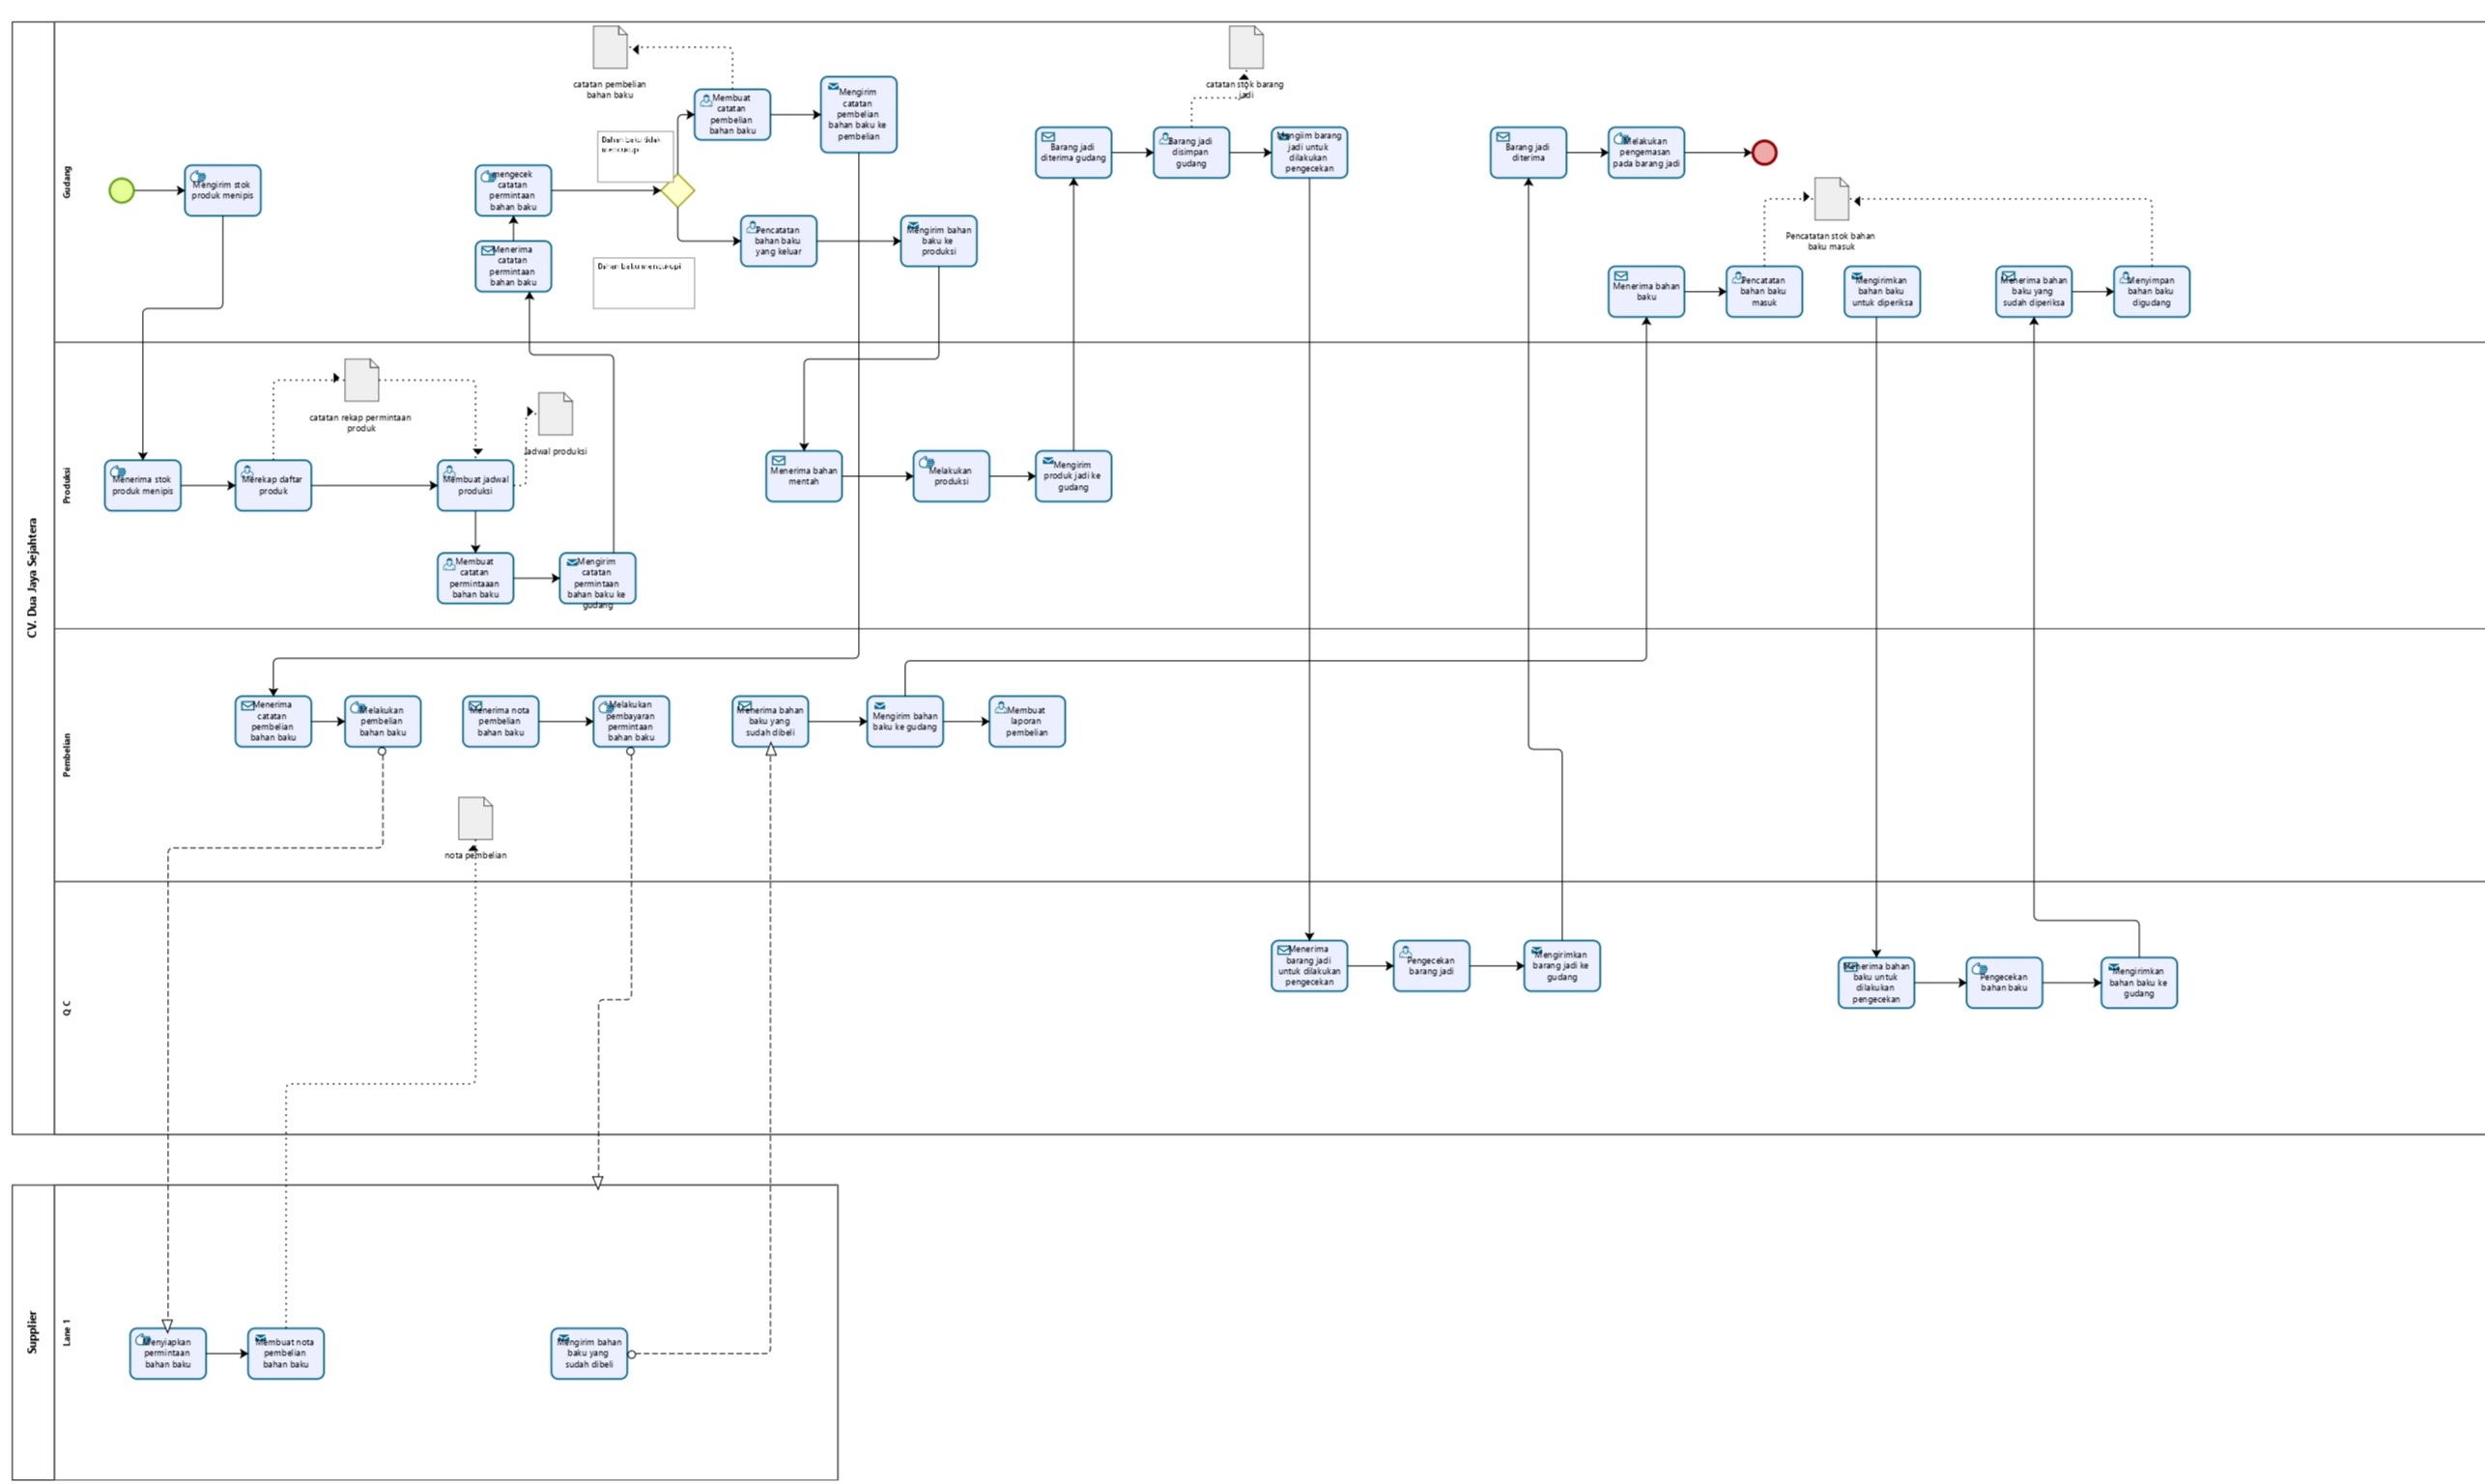 CV. Dua Jaya Sejahtera
Gudang
Mengirim stok
produk menipis
mengecek
catatan
permintaan
bahan baku
Menerima
catatan
permintaan
bahan baku
catatan pembelian
bahan baku
Bahan baku tidak
mencukupi
Bahan baku mencukupi
Membuat
catatan
pembelian
bahan baku
Mengirim
catatan
pembelian
bahan baku ke
pembelian
Pencatatan
bahan baku
yang keluar
Mengirim bahan
baku ke
produksi
catatan stok barang
jadi
Barang jadi
diterima gudang
Barang jadi
disimpan
gudang
Mengiim barang
jadi untuk
dilakukan
pengecekan
Barang jadi
diterima
Melakukan
pengemasan
pada barang jadi
Pencatatan stok bahan
baku masuk
Menerima bahan
baku
Pencatatan
bahan baku
masuk
Mengirimkan
bahan baku
untuk diperiksa
Menerima bahan
baku yang
sudah diperiksa
Menyimpan
bahan baku
digudang
Produksi
catatan rekap permintaan
produk
Jadwal produksi
Menerima stok
produk menipis
Merekap daftar
produk
Membuat jadwal
produksi
Membuat
catatan
permintaaan
bahan baku
Mengirim
catatan
permintaan
bahan baku ke
gudang
Menerima bahan
mentah
Melakukan
produksi
Mengirim
produk jadi ke
gudang
Pembelian
Menerima
catatan
pembelian
bahan baku
Melakukan
pembelian
bahan baku
Menerima nota
pembelian
bahan baku
Melakukan
pembayaran
permintaan
bahan baku
Menerima bahan
baku yang
sudah dibeli
Mengirim bahan
baku ke gudang
Membuat
laporan
pembelian
nota pembelian
Q C
Menerima
barang jadi
untuk dilakukan
pengecekan
Pengecekan
barang jadi
Mengirimkan
barang jadi ke
gudang
Menerima bahan
baku untuk
dilakukan
pengecekan
Pengecekan
bahan baku
Mengirimkan
bahan baku ke
gudang
Supplier
Lane 1
Menyiapkan
permintaan
bahan baku
Membuat nota
pembelian
bahan baku
Mengirim bahan
baku yang
sudah dibeli